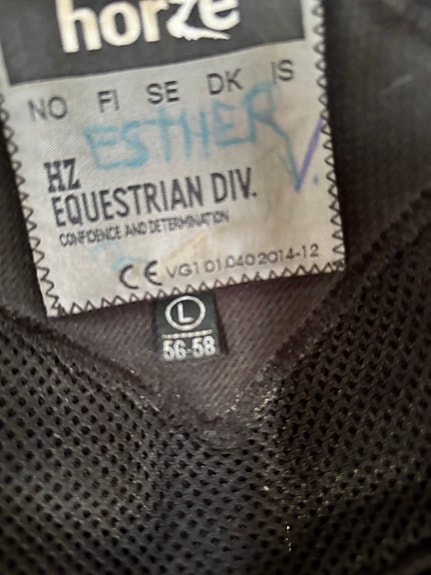 horze
NO FI SE DK IS
ESTHER V.
HZ
EQUESTRIAN DIV.
CONFIDENCE AND DETERMINATION
CE VG1 01.040 2014-12
L
56-58